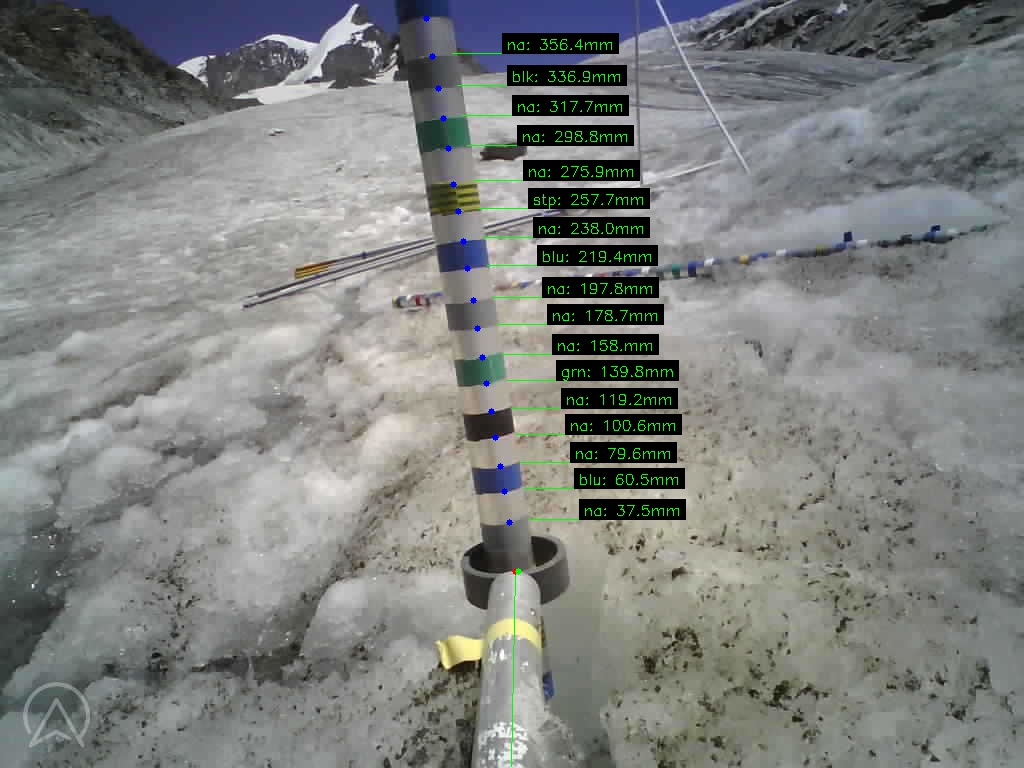 na: 356.4mm
blk: 336.9mm
na: 317.7mm
na: 298.8mm
na: 275.9mm
stp: 257.7mm
na: 238.0mm
blu: 219.4mm
na: 197.8mm
na: 178.7mm
na: 158.mm
grn: 139.8mm
na: 119.2mm
na: 100.6mm
na: 79.6mm
blu: 60.5mm
na: 37.5mm